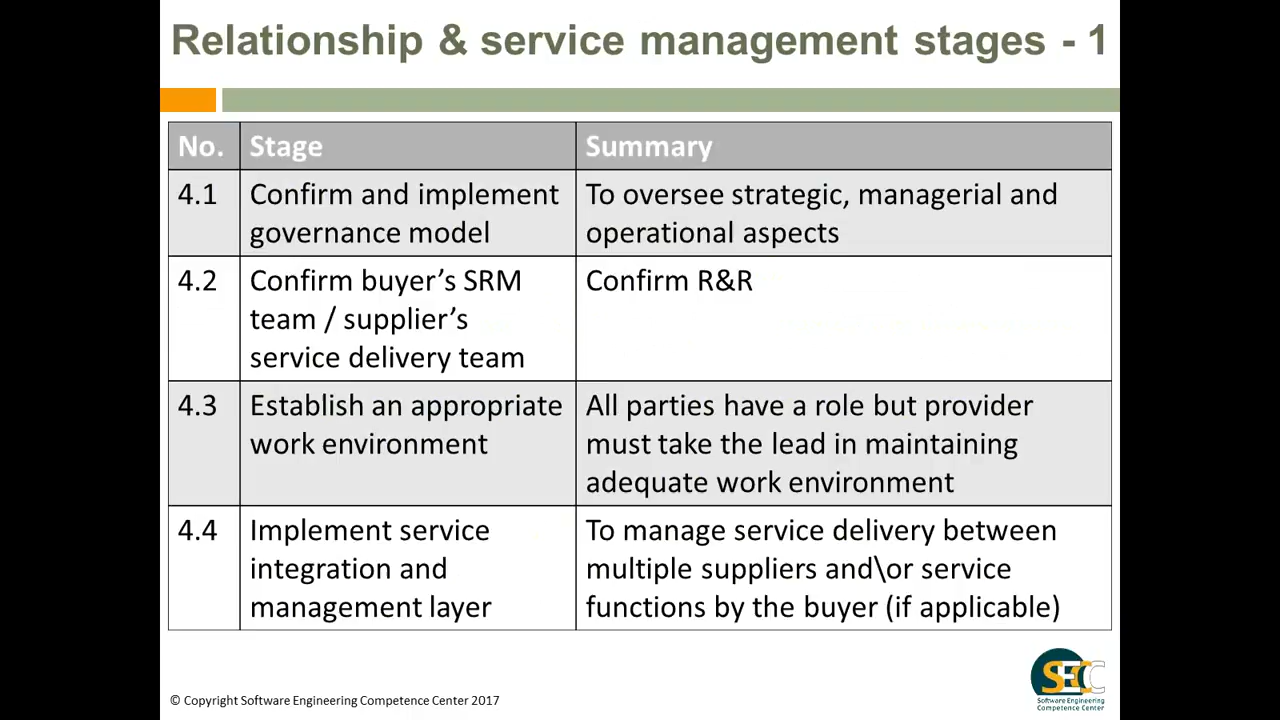 Relationship & service management stages - 1
No. Stage Summary
4.1 Confirm and implement To oversee strategic, managerial and
governance model operational aspects
4.2 Confirm buyer’s SRM Confirm R&R
team / supplier’s
service delivery team
4.3 Establish an appropriate All parties have a role but provider
work environment must take the lead in maintaining
adequate work environment
4.4 Implement service To manage service delivery between
integration and multiple suppliers and\or service
management layer functions by the buyer (if applicable)
SECC
Software Engineering
Competence Center
© Copyright Software Engineering Competence Center 2017